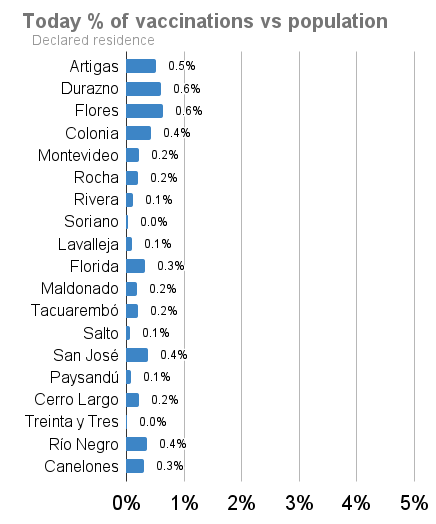 Today % of vaccinations vs population
Declared residence
Artigas 0.5%
Durazno 0.6%
Flores 0.6%
Colonia 0.4%
Montevideo 0.2%
Rocha 0.2%
Rivera 0.1%
Soriano 0.0%
Lavalleja 0.1%
Florida 0.3%
Maldonado 0.2%
Tacuarembó 0.2%
Salto 0.1%
San José 0.4%
Paysandú 0.1%
Cerro Largo 0.2%
Treinta y Tres 0.0%
Río Negro 0.4%
Canelones 0.3%
0% 1% 2% 3% 4% 5%